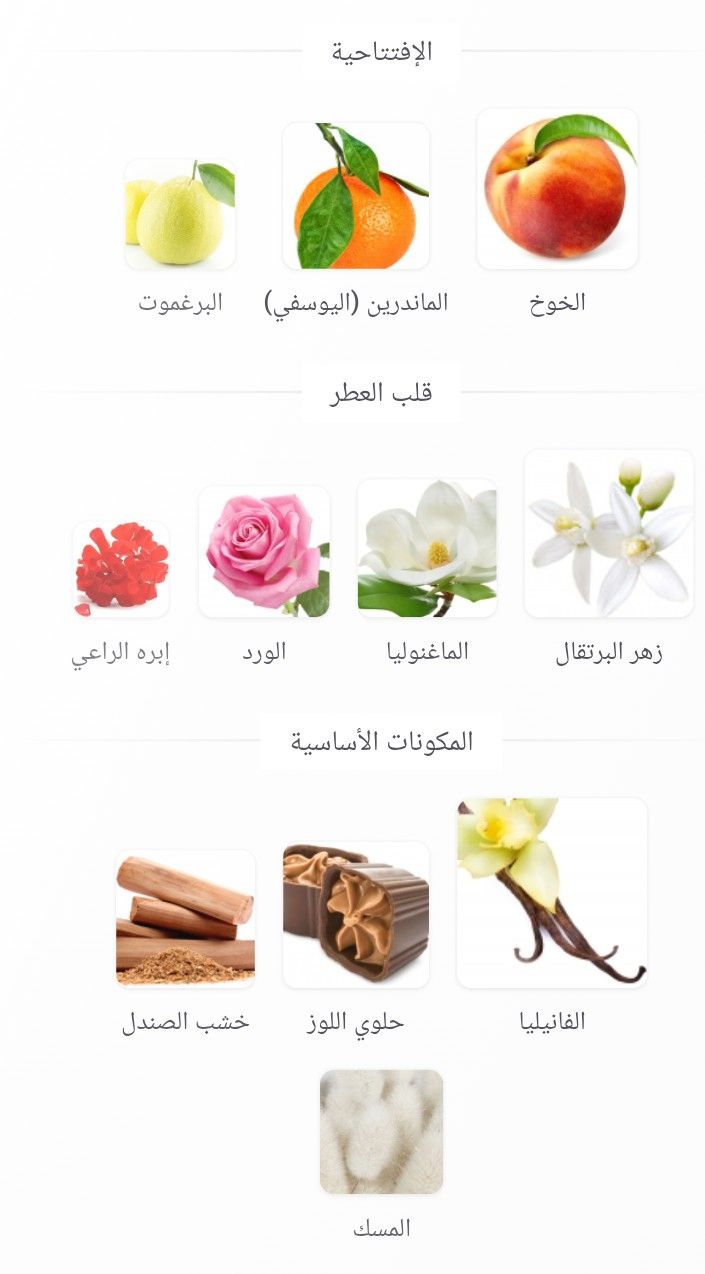 الإفتتاحية
الخوخ
الماندرين (اليوسفي)
البرغموت
قلب العطر
زهر البرتقال
الماغنوليا
الورد
إبره الراعي
المكونات الأساسية
الفانيليا
حلوي اللوز
خشب الصندل
المسك